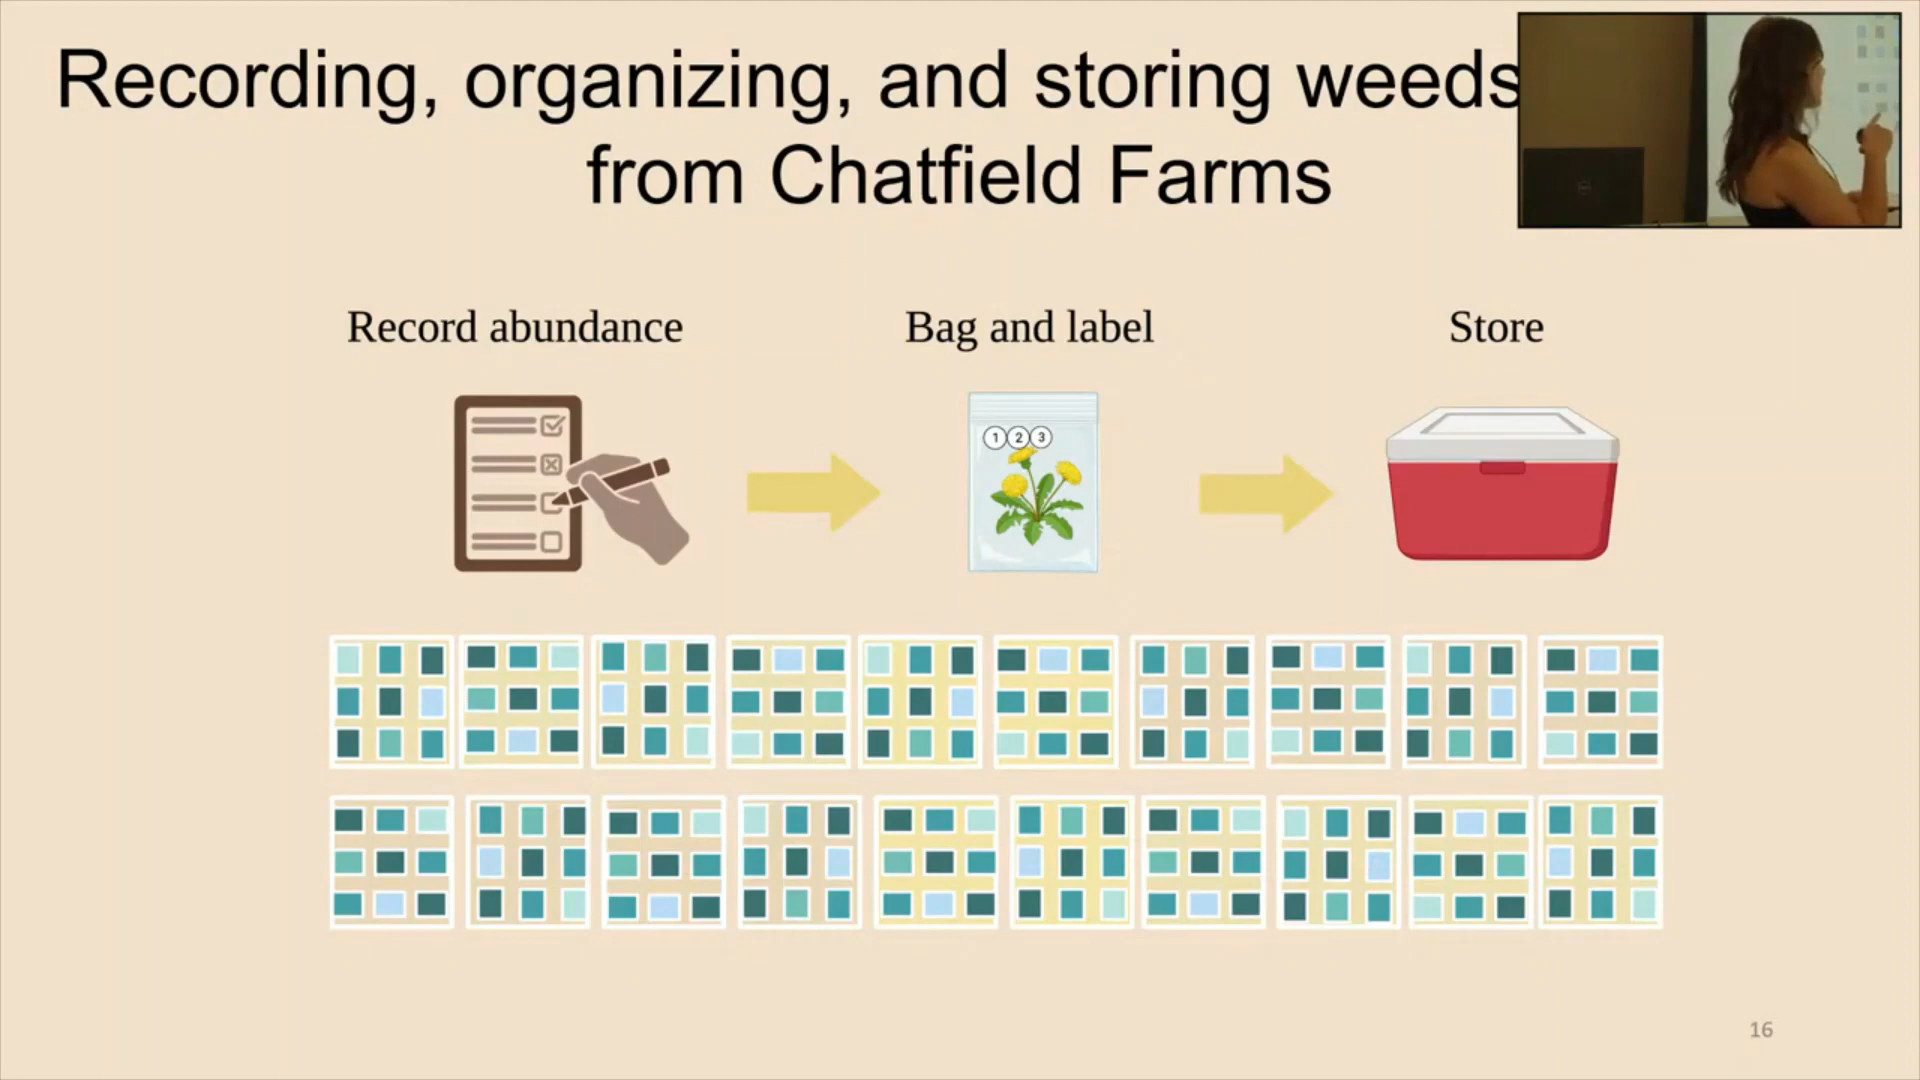 Recording, organizing, and storing weeds
from Chatfield Farms
Record abundance
Bag and label
Store
1 2 3
16